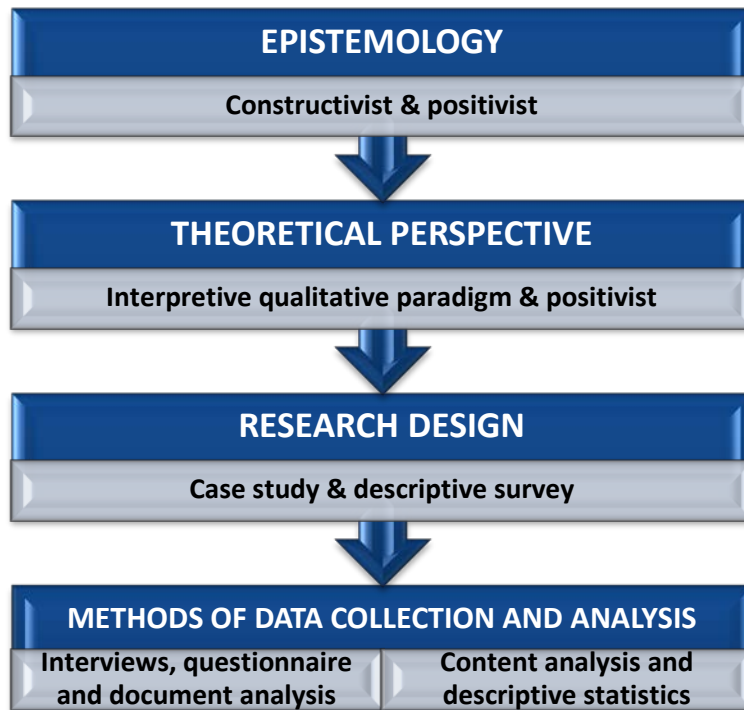 EPISTEMOLOGY
Constructivist & positivist
THEORETICAL PERSPECTIVE
Interpretive qualitative paradigm & positivist
RESEARCH DESIGN
Case study & descriptive survey
METHODS OF DATA COLLECTION AND ANALYSIS
Interviews, questionnaire
and document analysis
Content analysis and
descriptive statistics